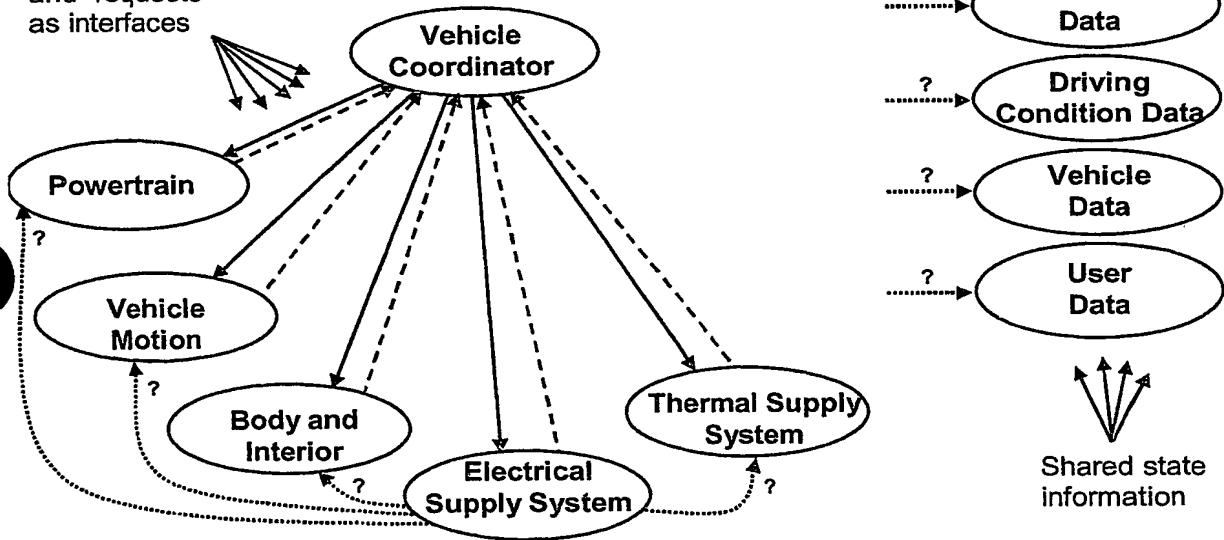 and requests
as interfaces
Vehicle
Coordinator
Powertrain
?
Vehicle
Motion
?
Body and
Interior
?
Electrical
Supply System
Thermal Supply
System
?
Data
?
Driving
Condition Data
?
Vehicle
Data
?
User
Data
Shared state
information